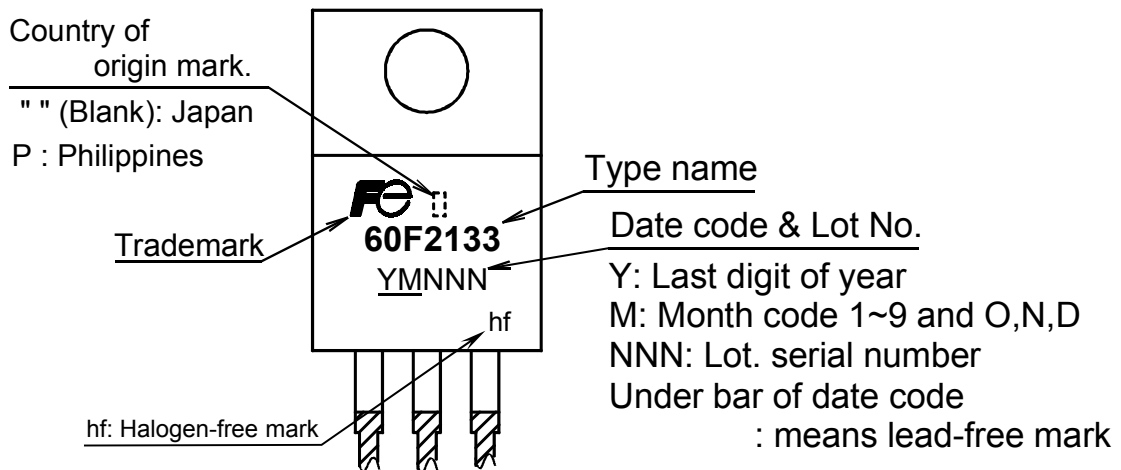 Country of
origin mark.
" " (Blank): Japan
P : Philippines
Trademark
Fe
60F2133
YMNNN
hf
hf: Halogen-free mark
Type name
Date code & Lot No.
Y: Last digit of year
M: Month code 1~9 and O,N,D
NNN: Lot. serial number
Under bar of date code
: means lead-free mark